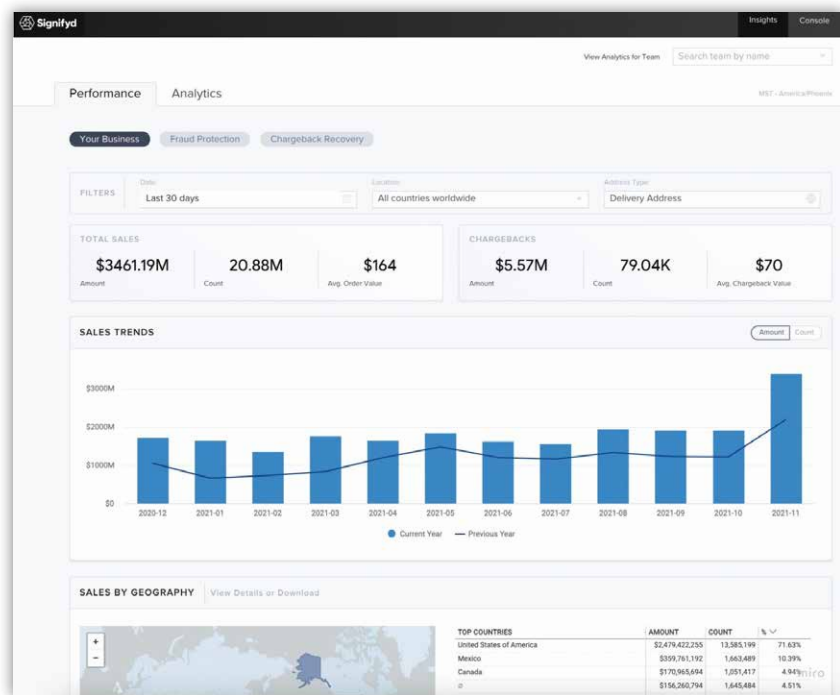 Signifyd
Insights Console
View Analytics for Team Search team by name
Performance Analytics
MST - America/Phoenix
Your Business Fraud Protection Chargeback Recovery
FILTERS
Date: Location: Address Type:
Last 30 days All countries worldwide Delivery Address
TOTAL SALES
$3461.19M 20.88M $164
Amount Count Avg. Order Value
CHARGEBACKS
$5.57M 79.04K $70
Amount Count Avg. Chargeback Value
SALES TRENDS
Amount Count
$3000M
$2000M
$1000M
$0
2020-12 2021-01 2021-02 2021-03 2021-04 2021-05 2021-06 2021-07 2021-08 2021-09 2021-10 2021-11
Current Year Previous Year
SALES BY GEOGRAPHY View Details or Download
+
−
TOP COUNTRIES AMOUNT COUNT %
United States of America $2,479,422,255 13,585,199 71.63%
Mexico $359,761,192 1,663,489 10.39%
Canada $170,965,694 1,051,417 4.94%
$156,260,794 1,645,484 4.51%
miro